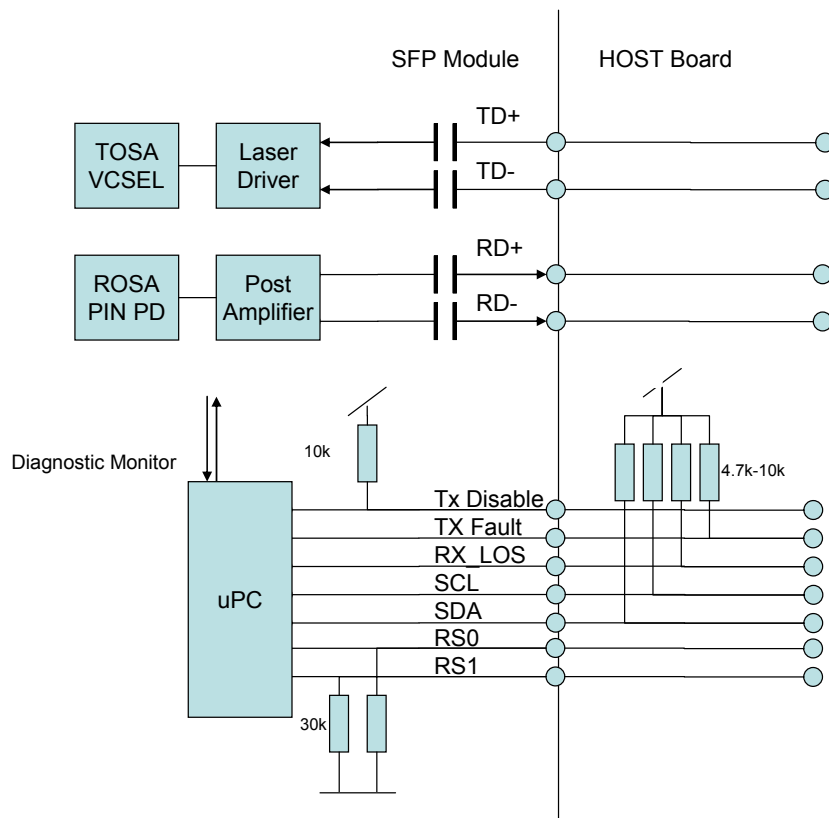 SFP Module
HOST Board
TD+
TOSA
VCSEL
Laser
Driver
TD-
RD+
ROSA
PIN PD
Post
Amplifier
RD-
10k
4.7k-10k
Diagnostic Monitor
Tx Disable
TX Fault
RX_LOS
SCL
uPC
SDA
RS0
RS1
30k